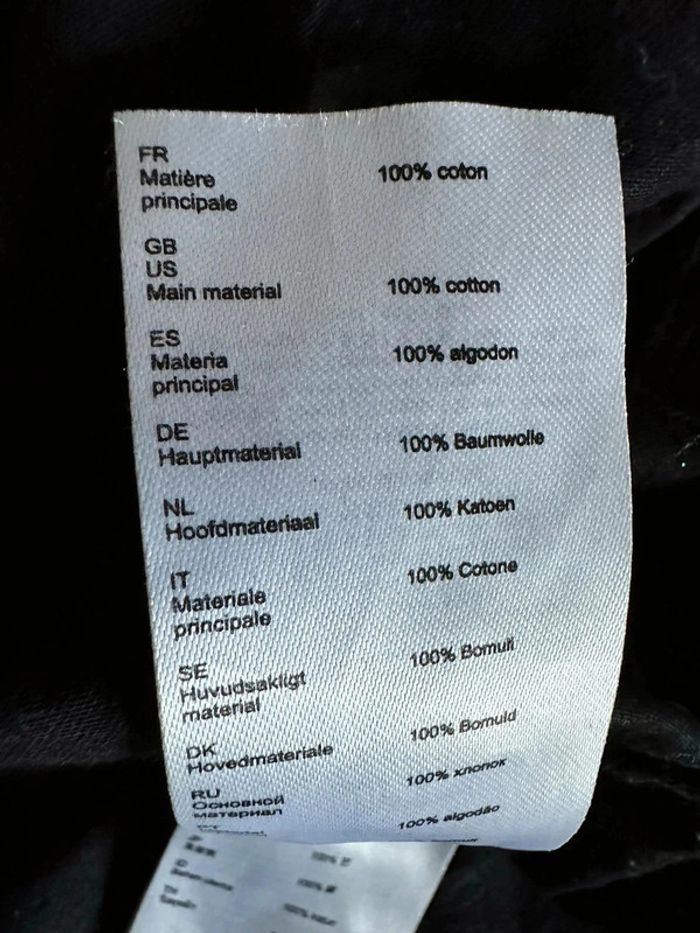 FR
Matière 100% coton
principale
GB
US
Main material 100% cotton
ES
Materia 100% algodon
principal
DE
Hauptmaterial 100% Baumwolle
NL
Hoofdmateriaal 100% Katoen
IT
Materiale 100% Cotone
principale
SE
Huvudsakligt 100% Bomull
material
DK
Hovedmateriale 100% Bomuld
RU
Основной 100% хлопок
материал
100% algodão